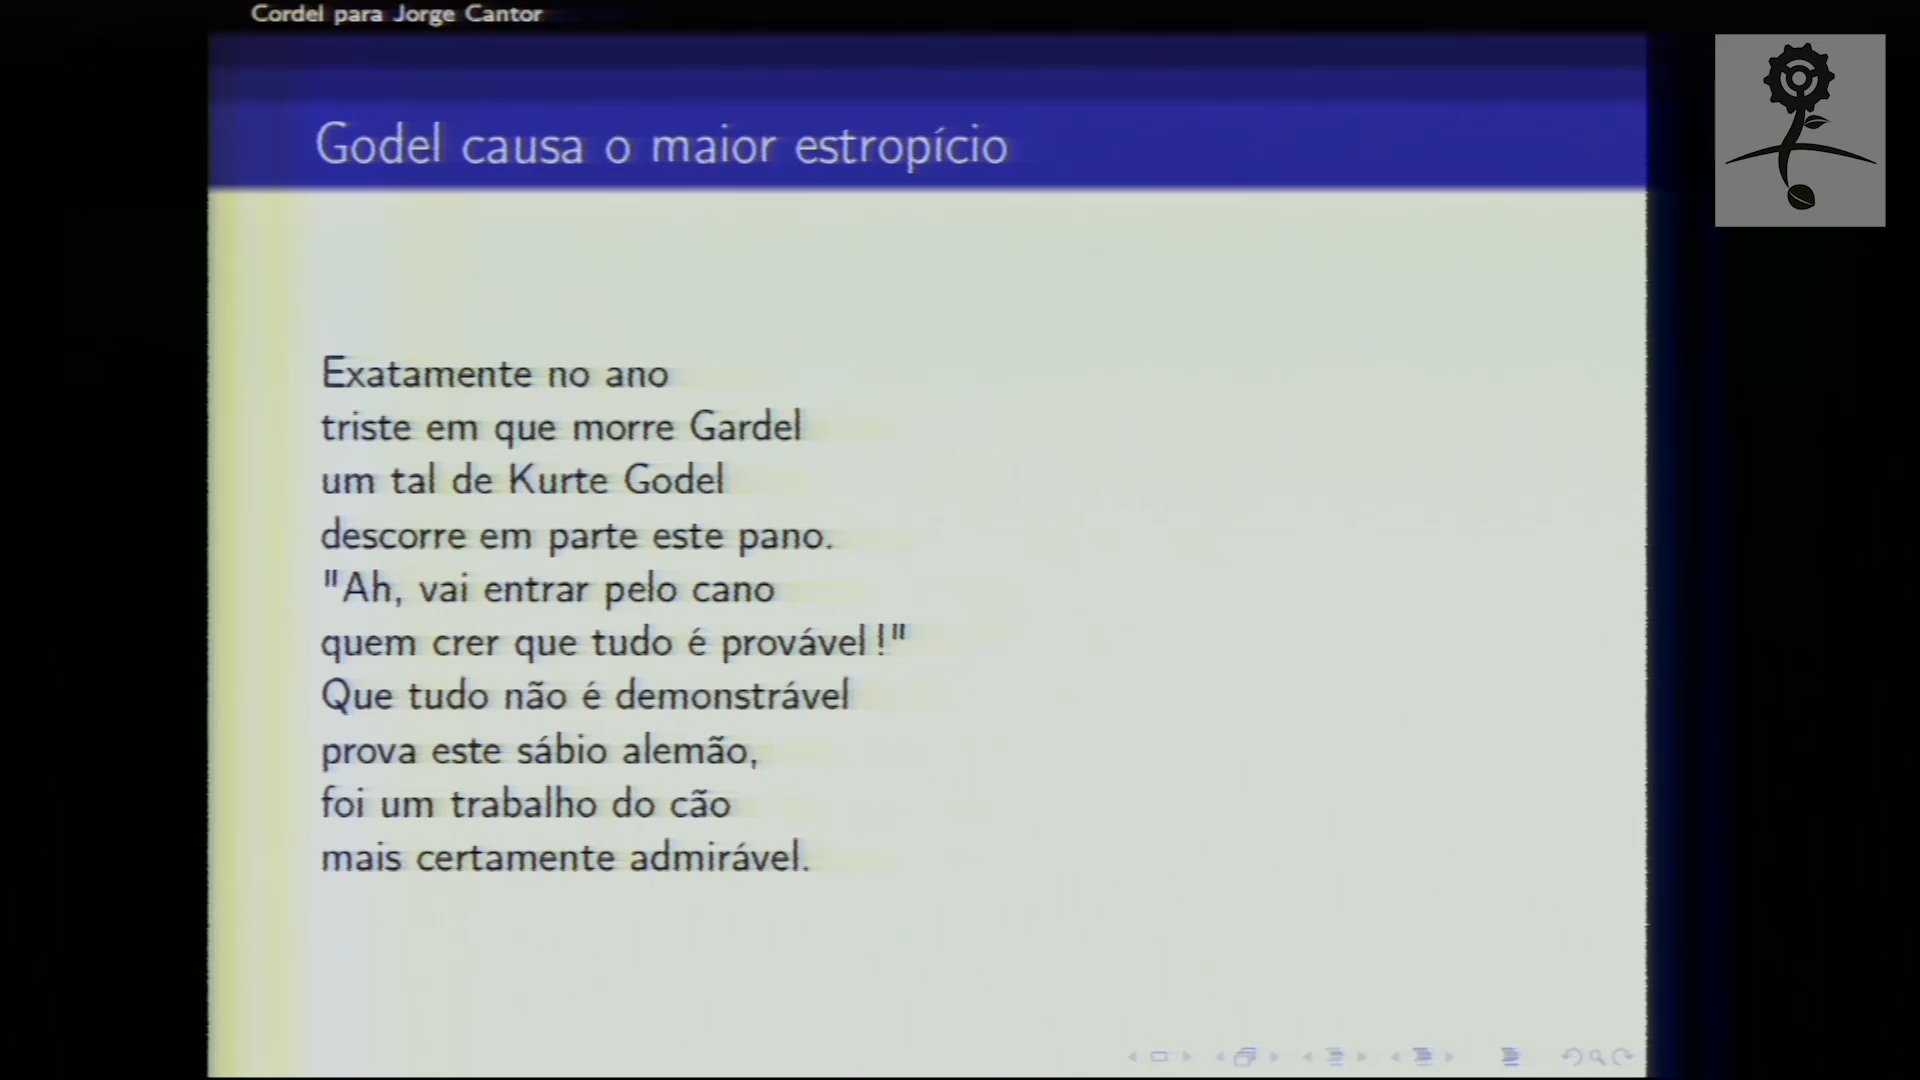 Cordel para Jorge Cantor
Godel causa o maior estropício
Exatamente no ano
triste em que morre Gardel
um tal de Kurte Godel
descorre em parte este pano.
"Ah, vai entrar pelo cano
quem crer que tudo é provável!"
Que tudo não é demonstrável
prova este sábio alemão,
foi um trabalho do cão
mais certamente admirável.